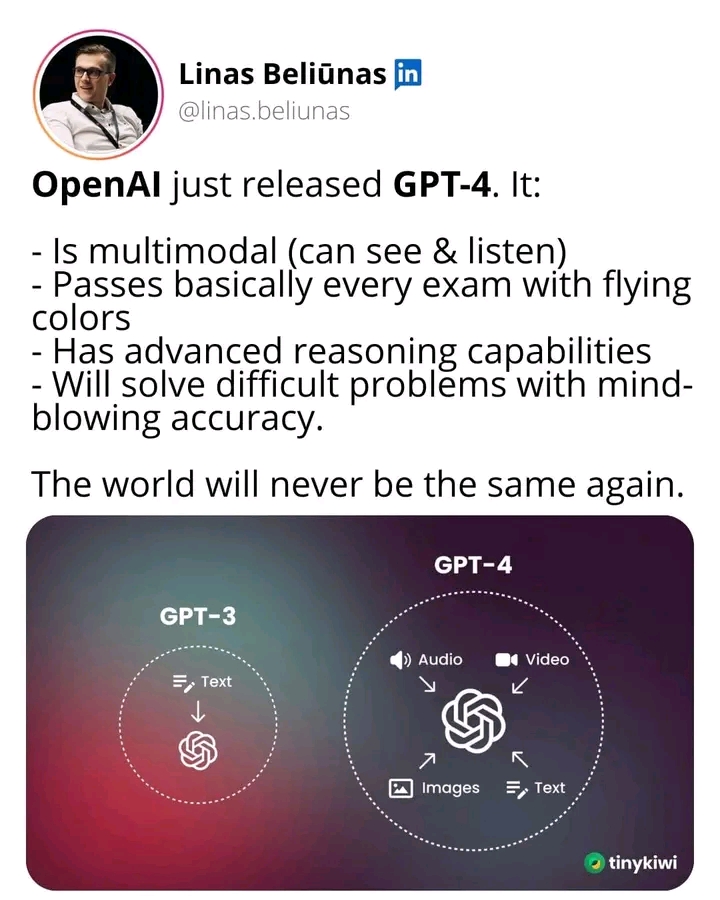 Linas Beliūnas in
@linas.beliunas
OpenAI just released GPT-4. It:
- Is multimodal (can see & listen)
- Passes basically every exam with flying
colors
- Has advanced reasoning capabilities
- Will solve difficult problems with mind-
blowing accuracy.
The world will never be the same again.
GPT-3
Text
GPT-4
Audio
Video
Images
Text
tinykiwi